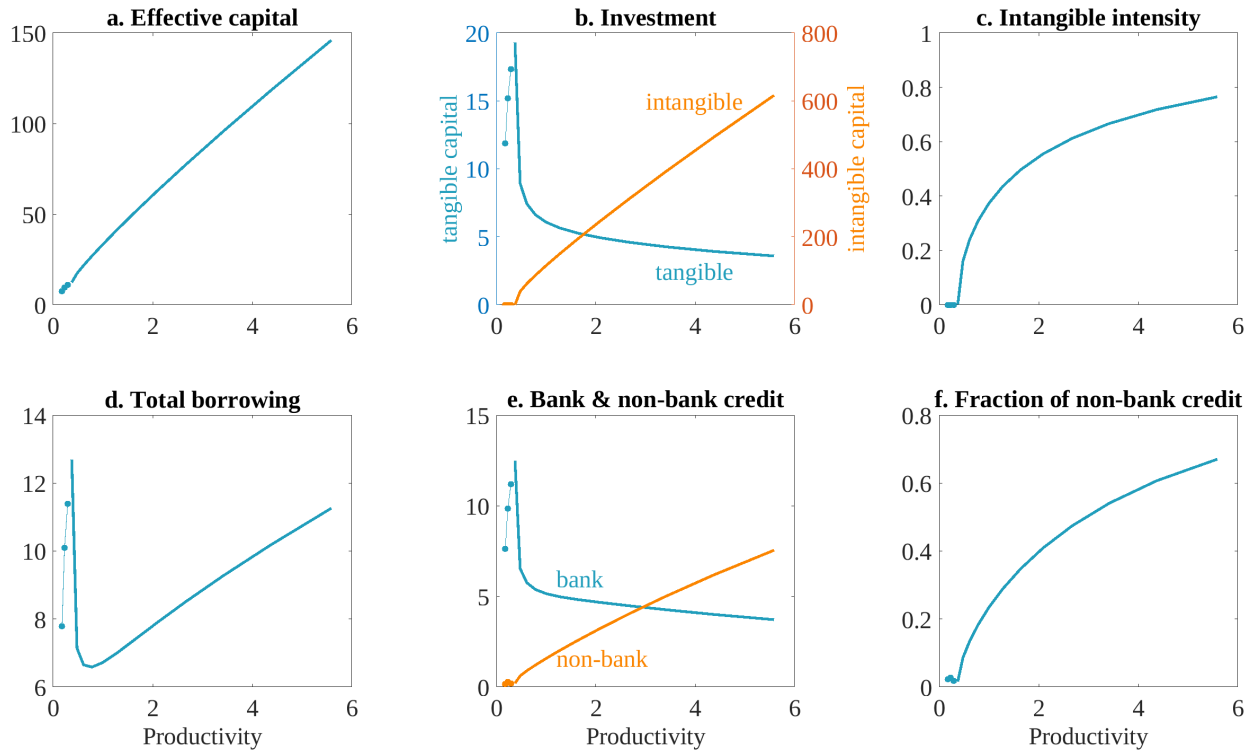 a. Effective capital
150
100
50
0
0 2 4 6
b. Investment
20
15
10
5
0
tangible capital
800
600
400
200
0
intangible capital
intangible
tangible
0 2 4 6
c. Intangible intensity
1
0.8
0.6
0.4
0.2
0
0 2 4 6
d. Total borrowing
14
12
10
8
6
0 2 4 6
Productivity
e. Bank & non-bank credit
15
10
5
0
bank
non-bank
0 2 4 6
Productivity
f. Fraction of non-bank credit
0.8
0.6
0.4
0.2
0
0 2 4 6
Productivity